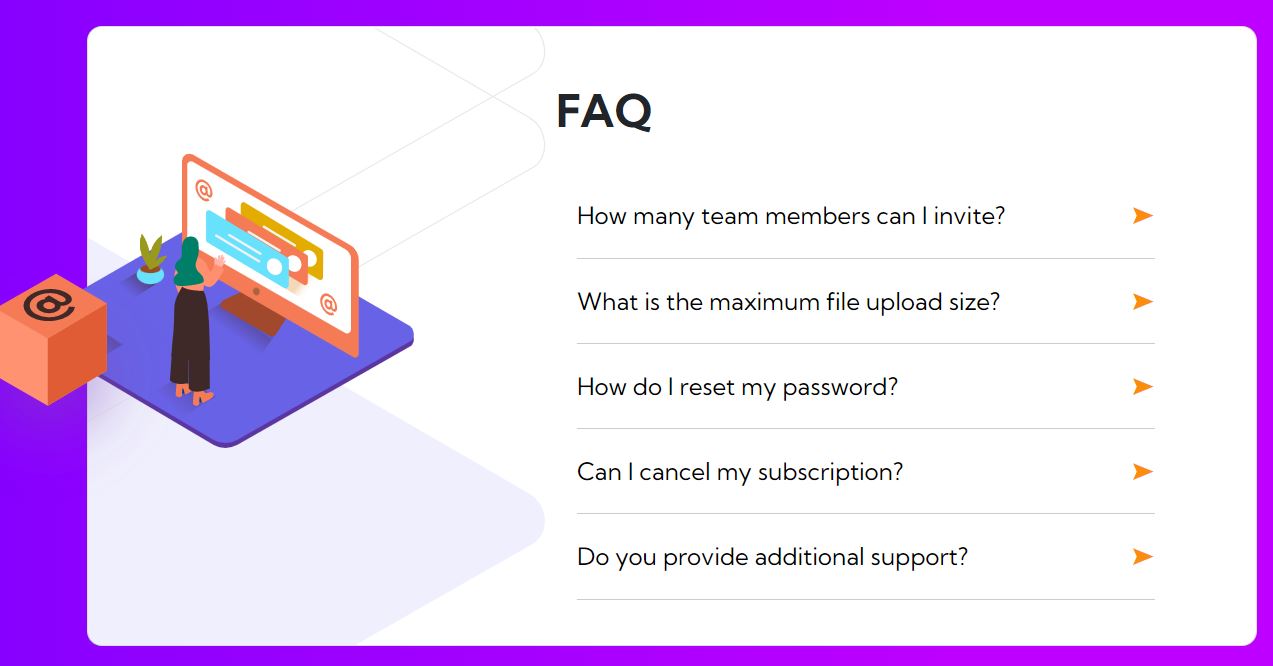 FAQ
How many team members can I invite?
What is the maximum file upload size?
How do I reset my password?
Can I cancel my subscription?
Do you provide additional support?
@
@
@